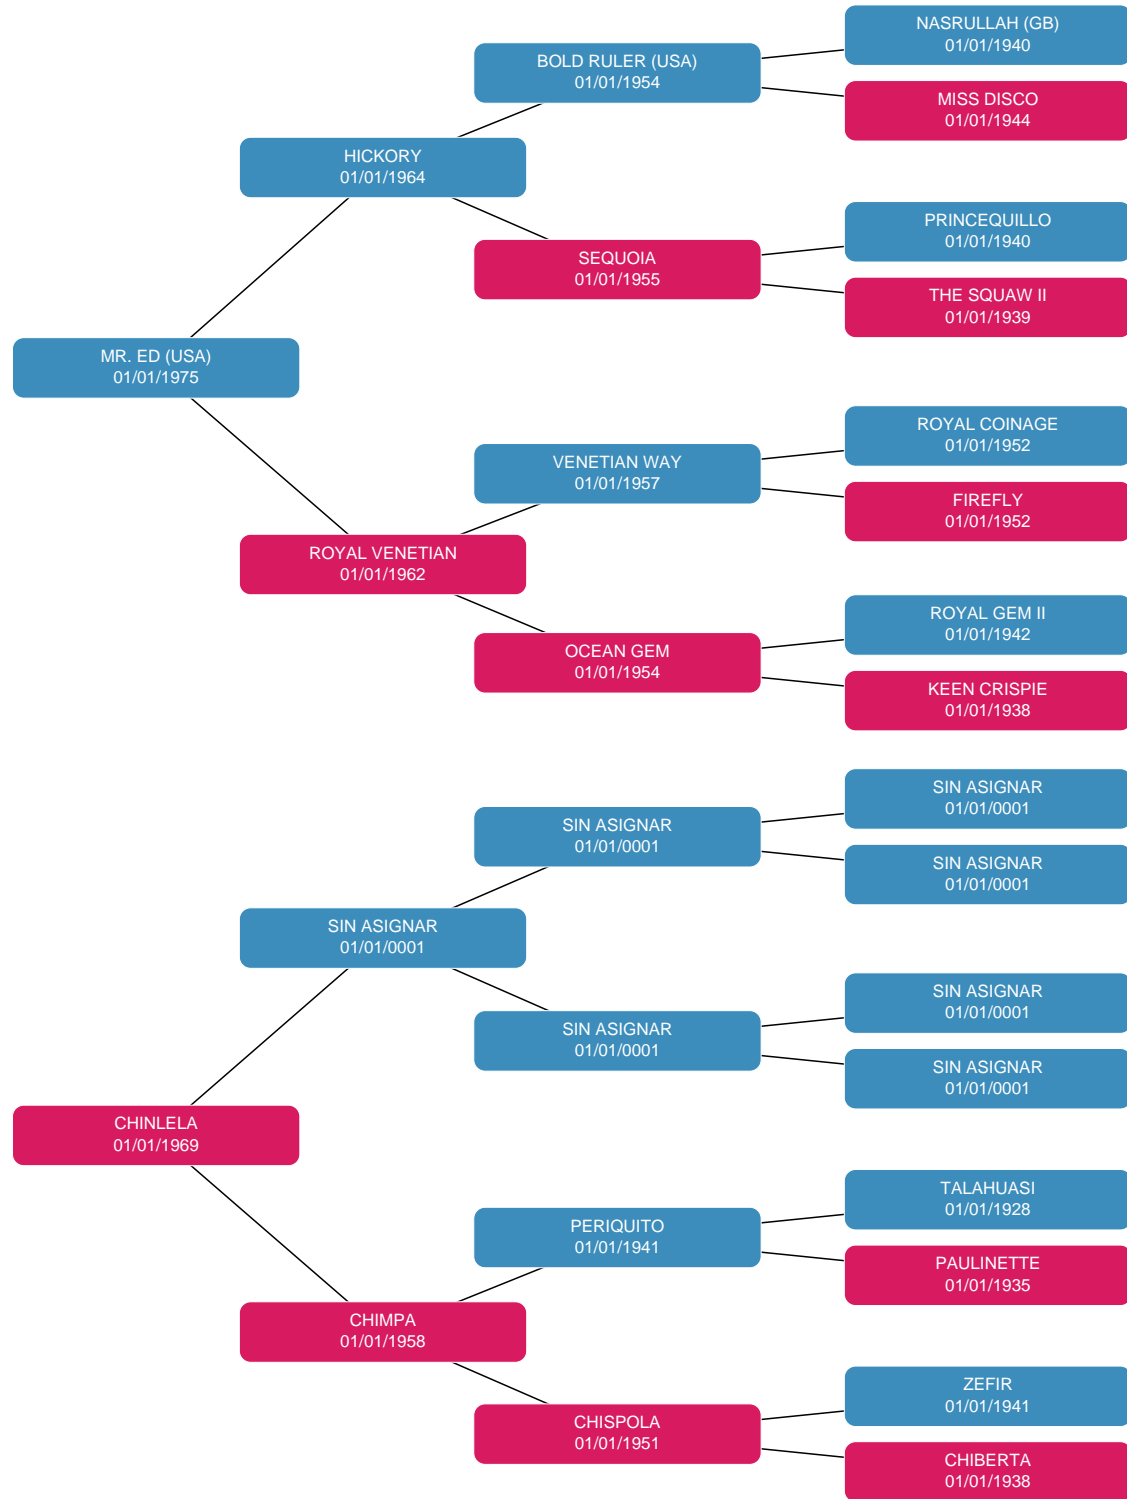 NASRULLAH (GB)
01/01/1940
BOLD RULER (USA)
01/01/1954
MISS DISCO
01/01/1944
HICKORY
01/01/1964
PRINCEQUILLO
01/01/1940
SEQUOIA
01/01/1955
THE SQUAW II
01/01/1939
MR. ED (USA)
01/01/1975
ROYAL COINAGE
01/01/1952
VENETIAN WAY
01/01/1957
FIREFLY
01/01/1952
ROYAL VENETIAN
01/01/1962
ROYAL GEM II
01/01/1942
OCEAN GEM
01/01/1954
KEEN CRISPIE
01/01/1938
SIN ASIGNAR
01/01/0001
SIN ASIGNAR
01/01/0001
SIN ASIGNAR
01/01/0001
SIN ASIGNAR
01/01/0001
SIN ASIGNAR
01/01/0001
SIN ASIGNAR
01/01/0001
SIN ASIGNAR
01/01/0001
CHINLELA
01/01/1969
TALAHUASI
01/01/1928
PERIQUITO
01/01/1941
PAULINETTE
01/01/1935
CHIMPA
01/01/1958
ZEFIR
01/01/1941
CHISPOLA
01/01/1951
CHIBERTA
01/01/1938